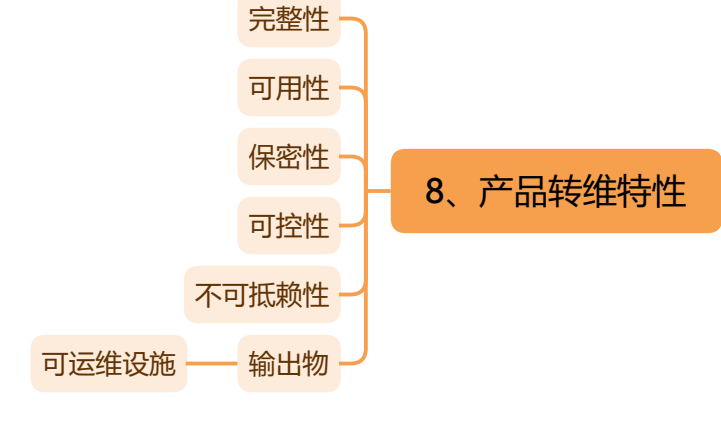 完整性
可用性
保密性
8、产品转维特性
可控性
不可抵赖性
可运维设施
输出物